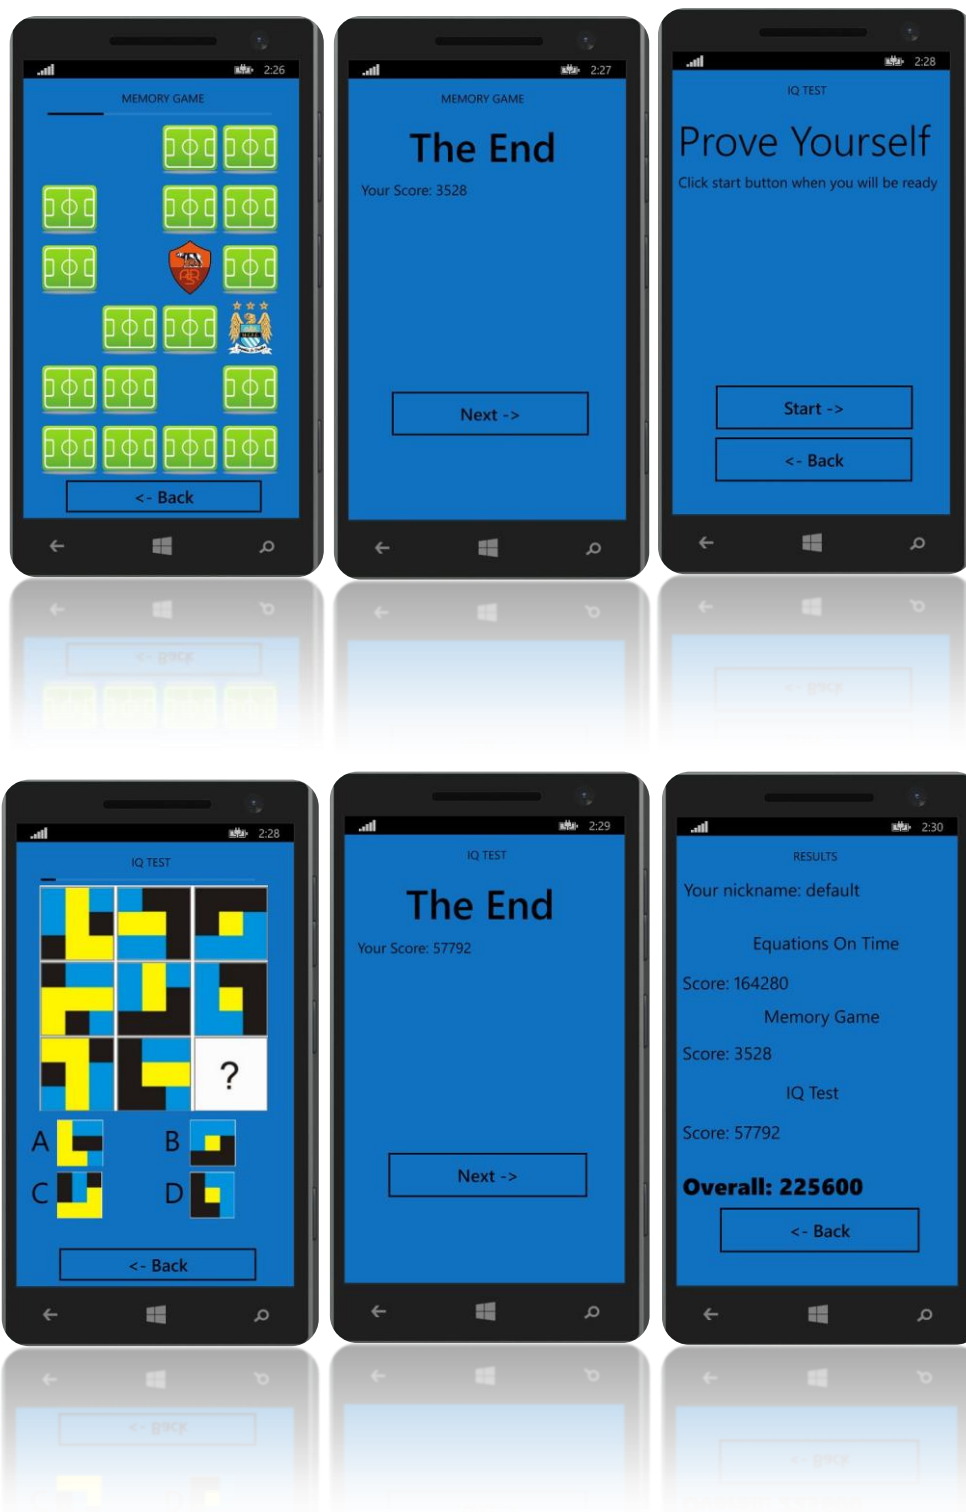 2:26
MEMORY GAME
<- Back
2:27
MEMORY GAME
The End
Your Score: 3528
Next ->
2:28
IQ TEST
Prove Yourself
Click start button when you will be ready
Start ->
<- Back
2:28
IQ TEST
?
A
B
C
D
<- Back
2:29
IQ TEST
The End
Your Score: 57792
Next ->
2:30
RESULTS
Your nickname: default
Equations On Time
Score: 164280
Memory Game
Score: 3528
IQ Test
Score: 57792
Overall: 225600
<- Back